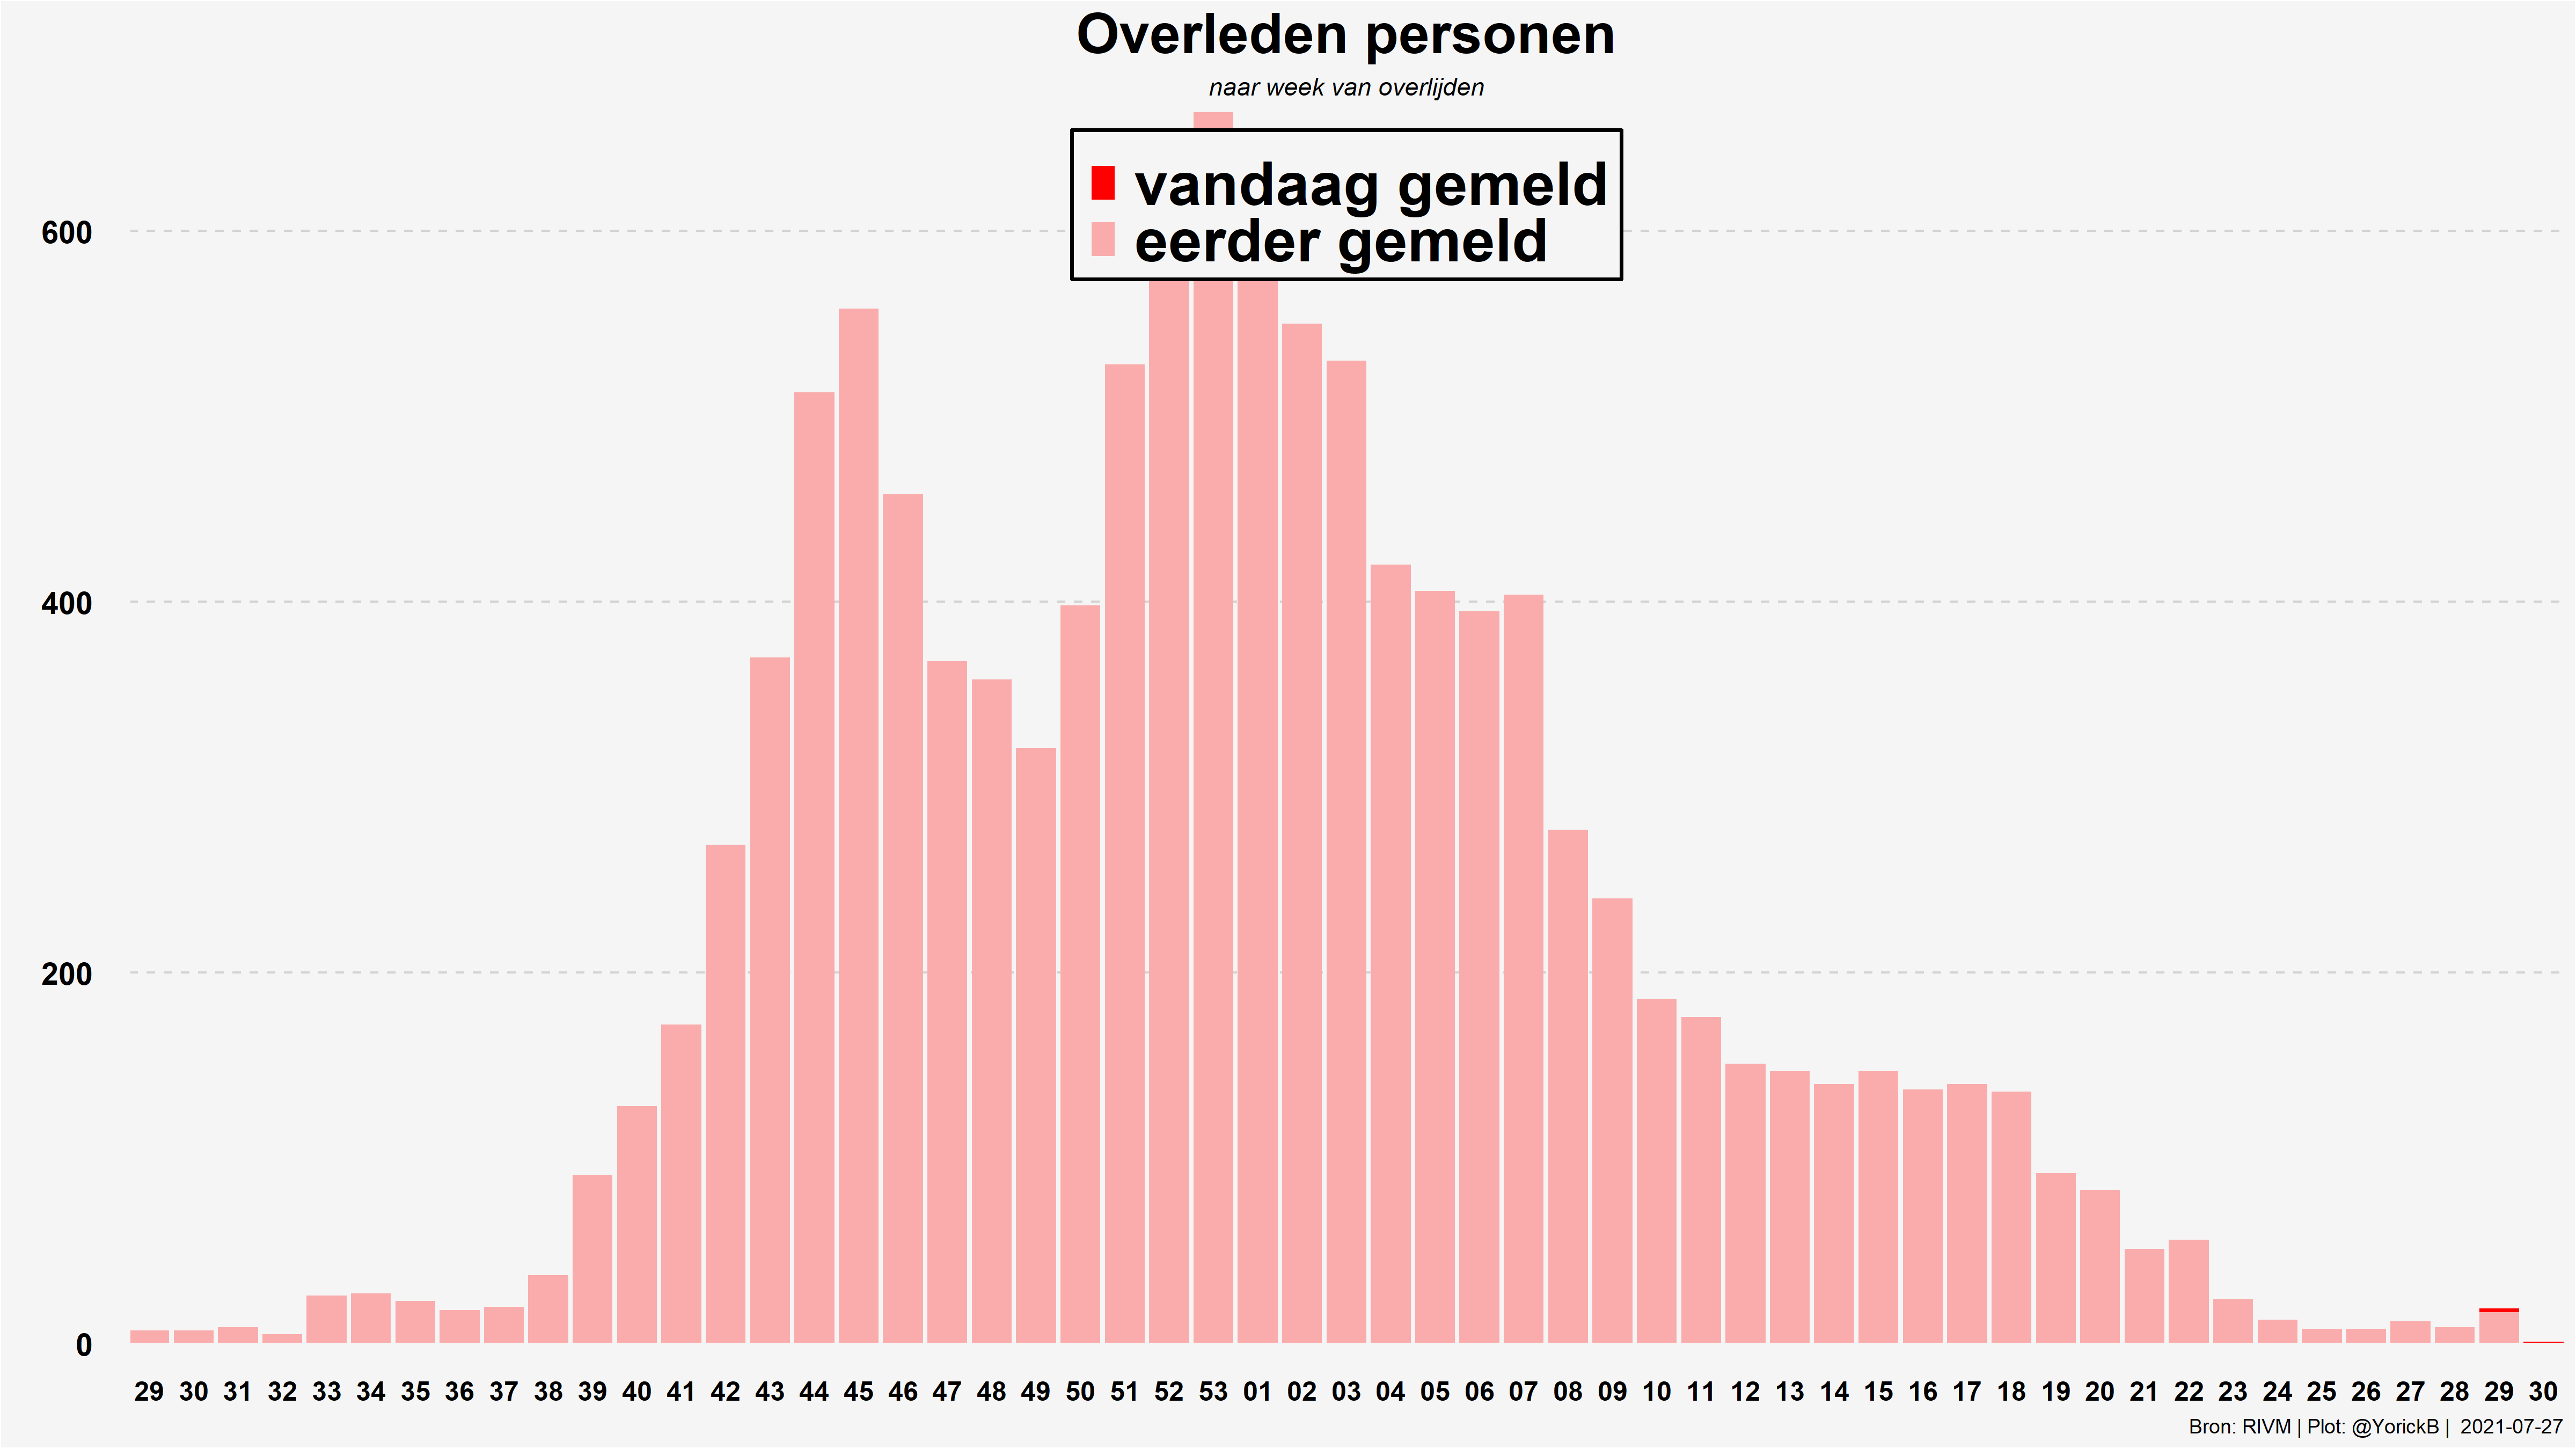 Overleden personen
naar week van overlijden
vandaag gemeld
eerder gemeld
600
400
200
0
29 30 31 32 33 34 35 36 37 38 39 40 41 42 43 44 45 46 47 48 49 50 51 52 53 01 02 03 04 05 06 07 08 09 10 11 12 13 14 15 16 17 18 19 20 21 22 23 24 25 26 27 28 29 30
Bron: RIVM | Plot: @YorickB | 2021-07-27